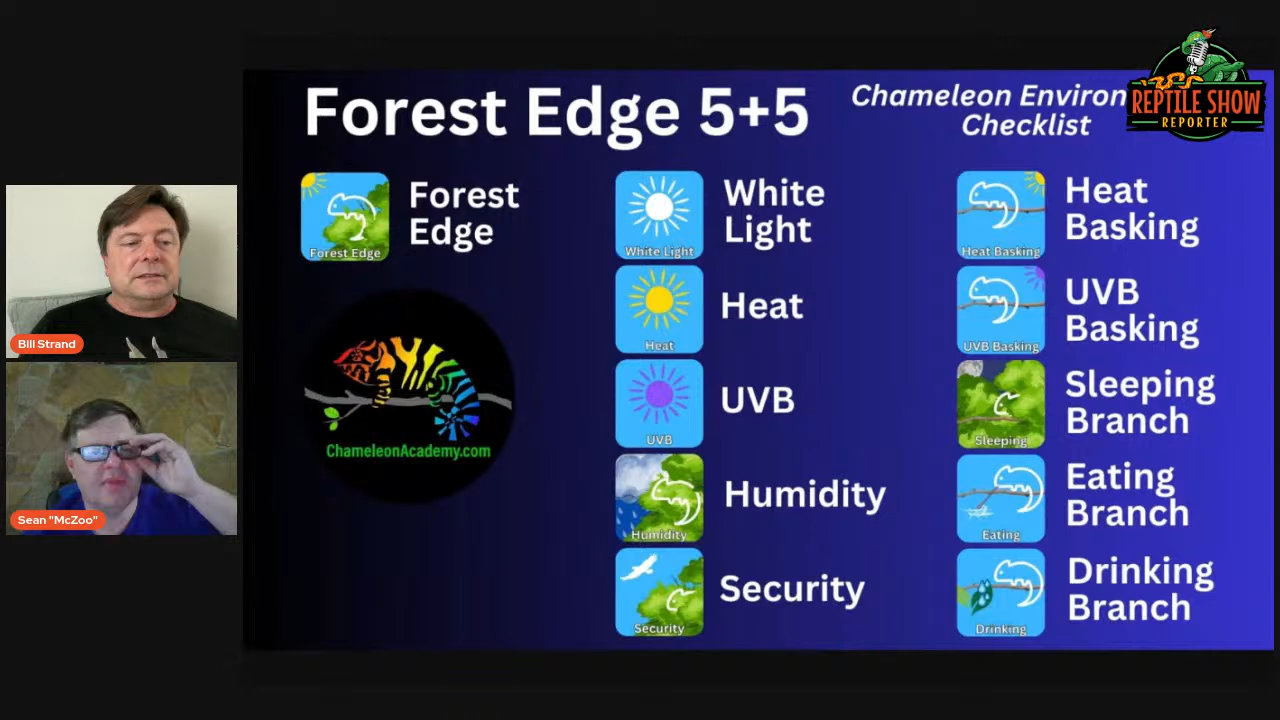 Forest Edge 5+5
Chameleon Environ
Checklist
REPTILE SHOW
REPORTER
Forest Edge
Forest
Edge
ChameleonAcademy.com
White Light
White
Light
Heat
Heat
UVB
UVB
Humidity
Humidity
Security
Security
Heat Basking
Heat
Basking
UVB Basking
UVB
Basking
Sleeping
Sleeping
Branch
Eating
Eating
Branch
Drinking
Drinking
Branch
Bill Strand
Sean "McZoo"